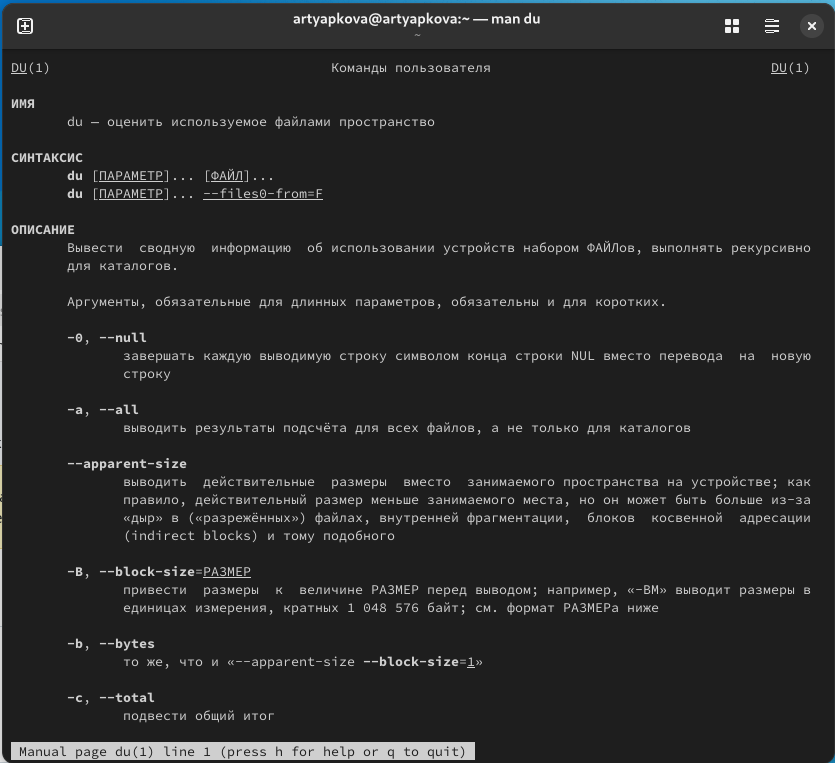 artyapkova@artyapkova:~ — man du
~
DU(1) Команды пользователя DU(1)
ИМЯ
du — оценить используемое файлами пространство
СИНТАКСИС
du [ПАРАМЕТР]... [ФАЙЛ]...
du [ПАРАМЕТР]... --files0-from=F
ОПИСАНИЕ
Вывести сводную информацию об использовании устройств набором ФАЙЛов, выполнять рекурсивно
для каталогов.
Аргументы, обязательные для длинных параметров, обязательны и для коротких.
-0, --null
завершать каждую выводимую строку символом конца строки NUL вместо перевода на новую
строку
-a, --all
выводить результаты подсчёта для всех файлов, а не только для каталогов
--apparent-size
выводить действительные размеры вместо занимаемого пространства на устройстве; как
правило, действительный размер меньше занимаемого места, но он может быть больше из-за
«дыр» в («разрежённых») файлах, внутренней фрагментации, блоков косвенной адресации
(indirect blocks) и тому подобного
-B, --block-size=РАЗМЕР
привести размеры к величине РАЗМЕР перед выводом; например, «-BM» выводит размеры в
единицах измерения, кратных 1 048 576 байт; см. формат РАЗМЕРа ниже
-b, --bytes
то же, что и «--apparent-size --block-size=1»
-c, --total
подвести общий итог
Manual page du(1) line 1 (press h for help or q to quit)